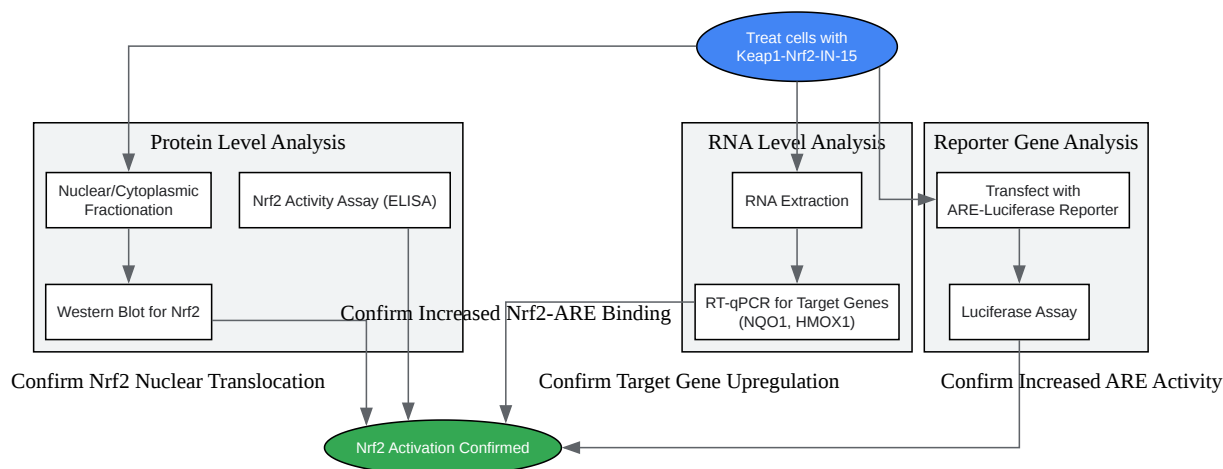 Treat cells with
Keap1-Nrf2-IN-15
Protein Level Analysis
RNA Level Analysis
Reporter Gene Analysis
Nuclear/Cytoplasmic
Fractionation
Nrf2 Activity Assay (ELISA)
RNA Extraction
Transfect with
ARE-Luciferase Reporter
Western Blot for Nrf2
Confirm Increased Nrf2-ARE Binding
RT-qPCR for Target Genes
(NQO1, HMOX1)
Luciferase Assay
Confirm Nrf2 Nuclear Translocation
Confirm Target Gene Upregulation
Confirm Increased ARE Activity
Nrf2 Activation Confirmed